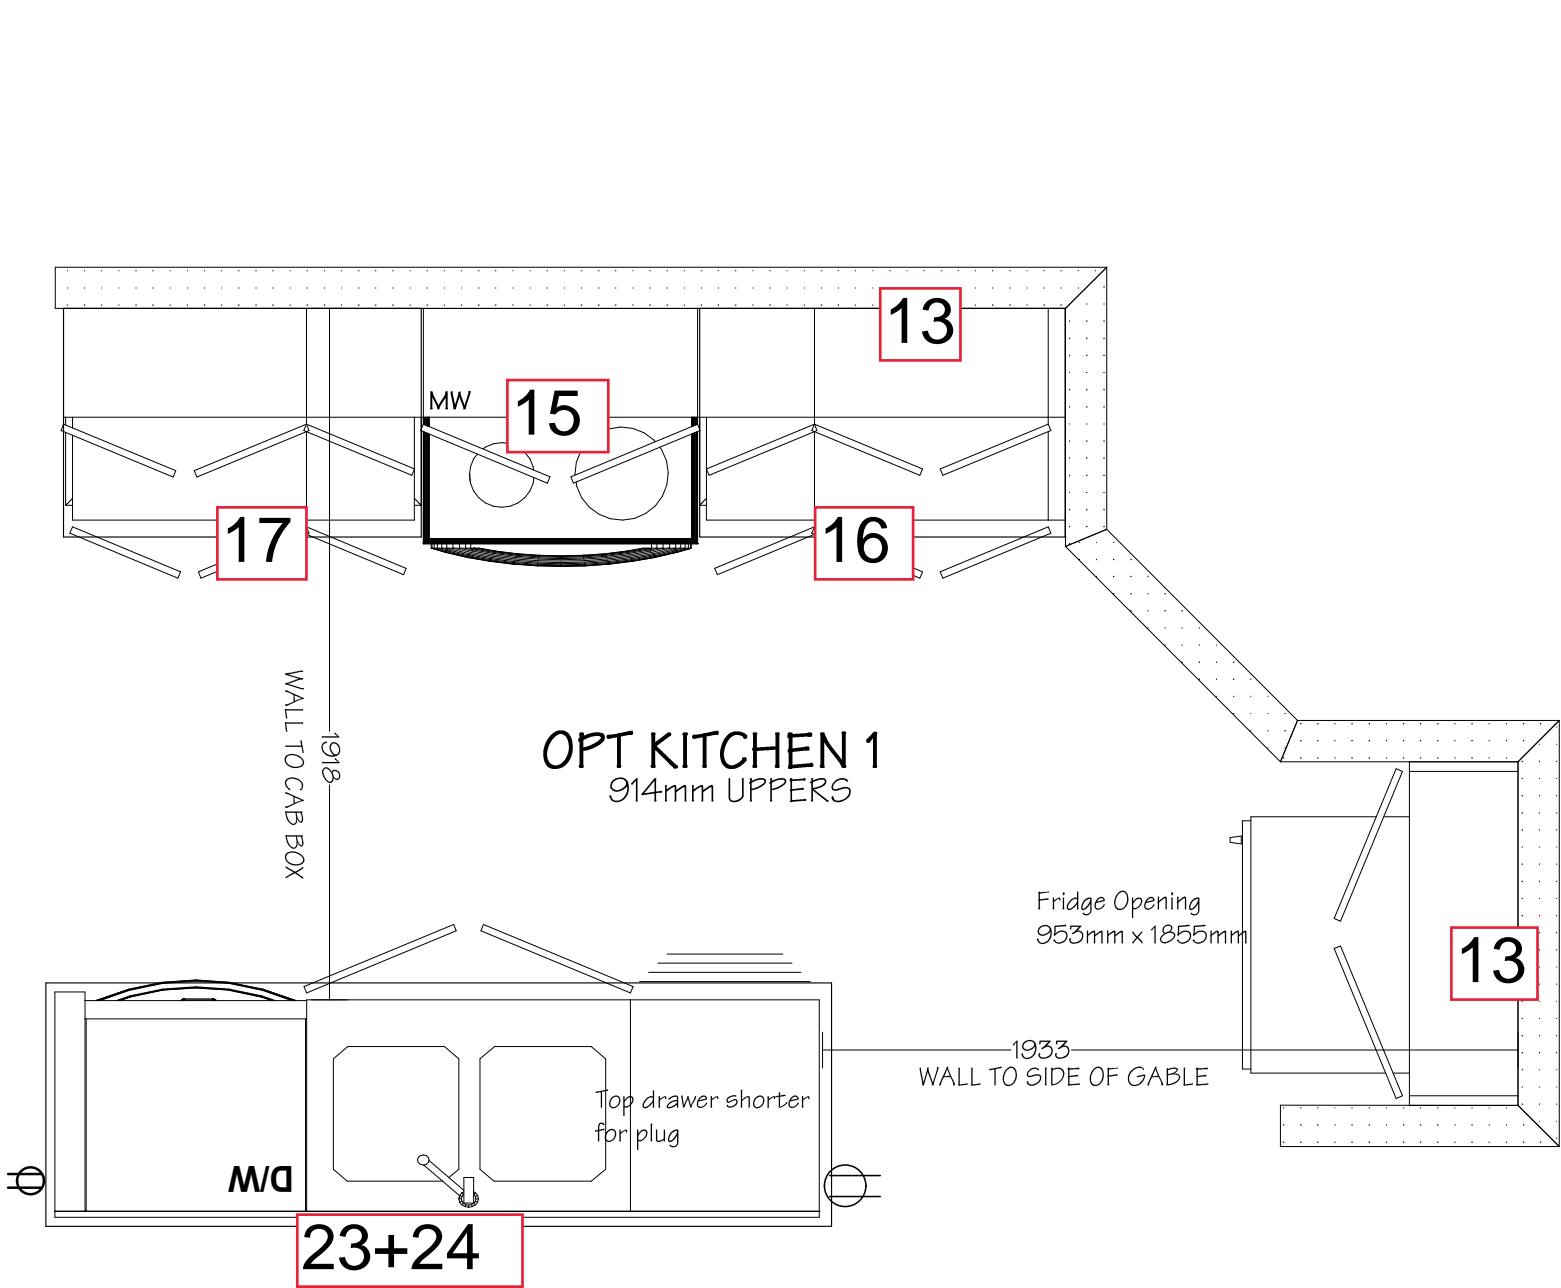 13
MW
15
17
16
WALL TO CAB BOX
1918
OPT KITCHEN 1
914mm UPPERS
Fridge Opening
953mm x 1855mm
13
1933
WALL TO SIDE OF GABLE
Top drawer shorter
for plug
D/W
23+24